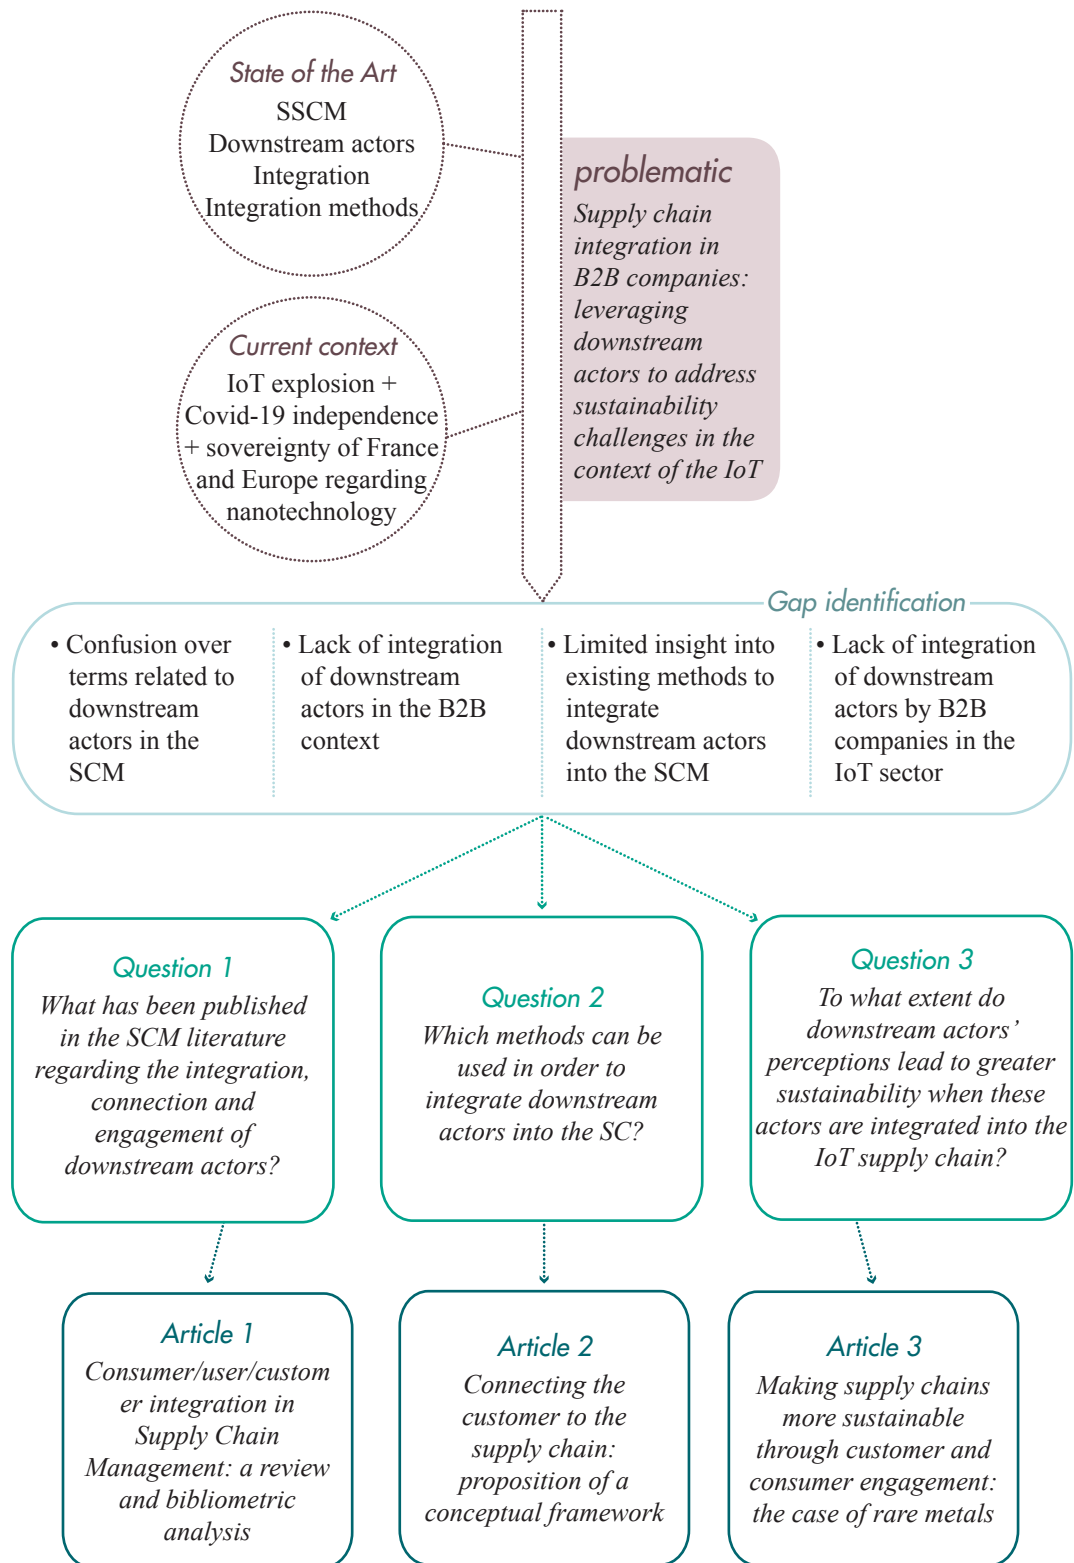 State of the Art
SSCM
Downstream actors
Integration
Integration methods
problematic
Supply chain
integration in
B2B companies:
leveraging
downstream
actors to address
sustainability
challenges in the
context of the IoT
Current context
IoT explosion +
Covid-19 independence
+ sovereignty of France
and Europe regarding
nanotechnology
Gap identification
• Confusion over
terms related to
downstream
actors in the
SCM
• Lack of integration
of downstream
actors in the B2B
context
• Limited insight into
existing methods to
integrate
downstream actors
into the SCM
• Lack of integration
of downstream
actors by B2B
companies in the
IoT sector
Question 1
What has been published
in the SCM literature
regarding the integration,
connection and
engagement of
downstream actors?
Question 2
Which methods can be
used in order to
integrate downstream
actors into the SC?
Question 3
To what extent do
downstream actors’
perceptions lead to greater
sustainability when these
actors are integrated into the
IoT supply chain?
Article 1
Consumer/user/custom
er integration in
Supply Chain
Management: a review
and bibliometric
analysis
Article 2
Connecting the
customer to the
supply chain:
proposition of a
conceptual framework
Article 3
Making supply chains
more sustainable
through customer and
consumer engagement:
the case of rare metals